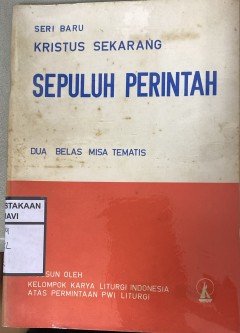 SERI BARU
KRISTUS SEKARANG
SEPULUH PERINTAH
DUA BELAS MISA TEMATIS
STAKAAN
SUN OLEH
KELOMPOK KARYA LITURGI INDONESIA
ATAS PERMINTAAN PWI LITURGI